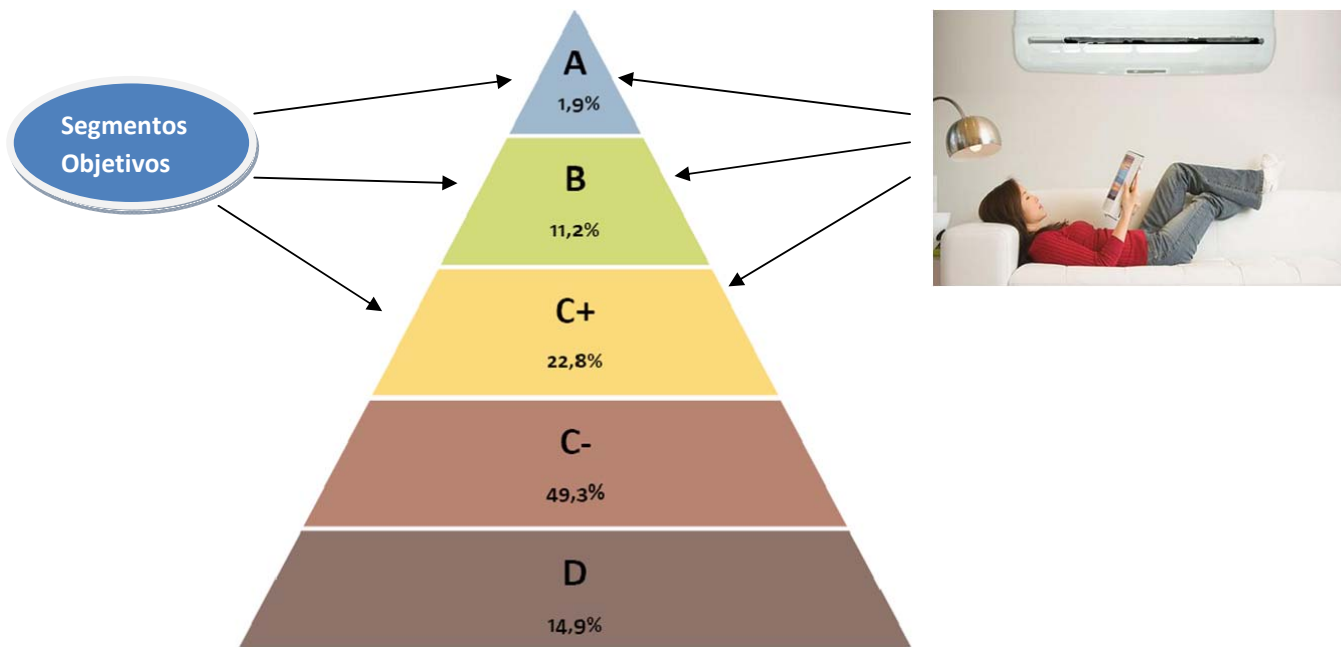 Segmentos
Objetivos
A
1,9%
B
11,2%
C+
22,8%
C-
49,3%
D
14,9%